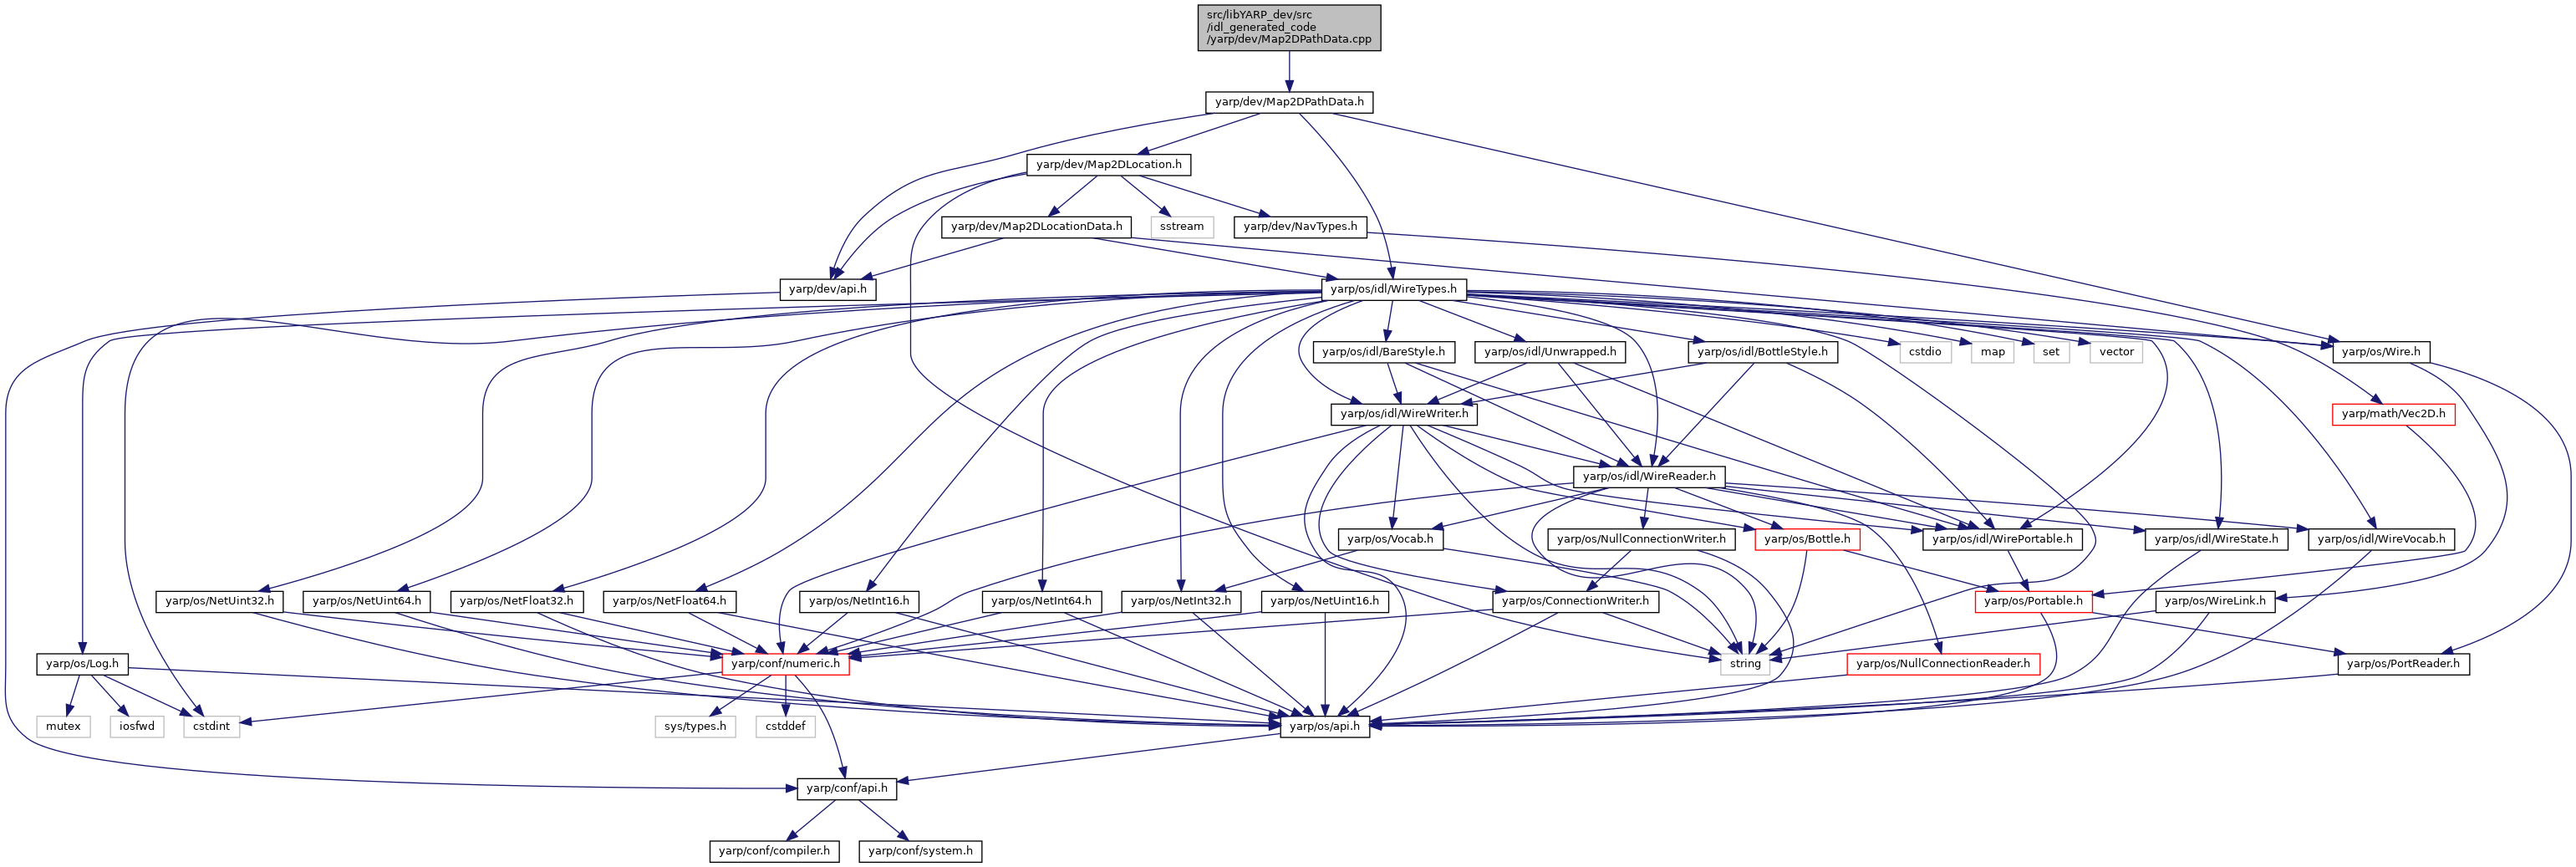 src/libYARP_dev/src
/idl_generated_code
/yarp/dev/Map2DPathData.cpp
yarp/dev/Map2DPathData.h
yarp/dev/Map2DLocation.h
yarp/dev/Map2DLocationData.h
sstream
yarp/dev/NavTypes.h
yarp/dev/api.h
yarp/os/idl/WireTypes.h
yarp/os/idl/BareStyle.h
yarp/os/idl/Unwrapped.h
yarp/os/idl/BottleStyle.h
cstdio
map
set
vector
yarp/os/Wire.h
yarp/os/idl/WireWriter.h
yarp/math/Vec2D.h
yarp/os/idl/WireReader.h
yarp/os/Vocab.h
yarp/os/NullConnectionWriter.h
yarp/os/Bottle.h
yarp/os/idl/WirePortable.h
yarp/os/idl/WireState.h
yarp/os/idl/WireVocab.h
yarp/os/NetUint32.h
yarp/os/NetUint64.h
yarp/os/NetFloat32.h
yarp/os/NetFloat64.h
yarp/os/NetInt16.h
yarp/os/NetInt64.h
yarp/os/NetInt32.h
yarp/os/NetUint16.h
yarp/os/ConnectionWriter.h
yarp/os/Portable.h
yarp/os/WireLink.h
yarp/os/Log.h
yarp/conf/numeric.h
string
yarp/os/NullConnectionReader.h
yarp/os/PortReader.h
mutex
iosfwd
cstdint
sys/types.h
cstddef
yarp/os/api.h
yarp/conf/api.h
yarp/conf/compiler.h
yarp/conf/system.h